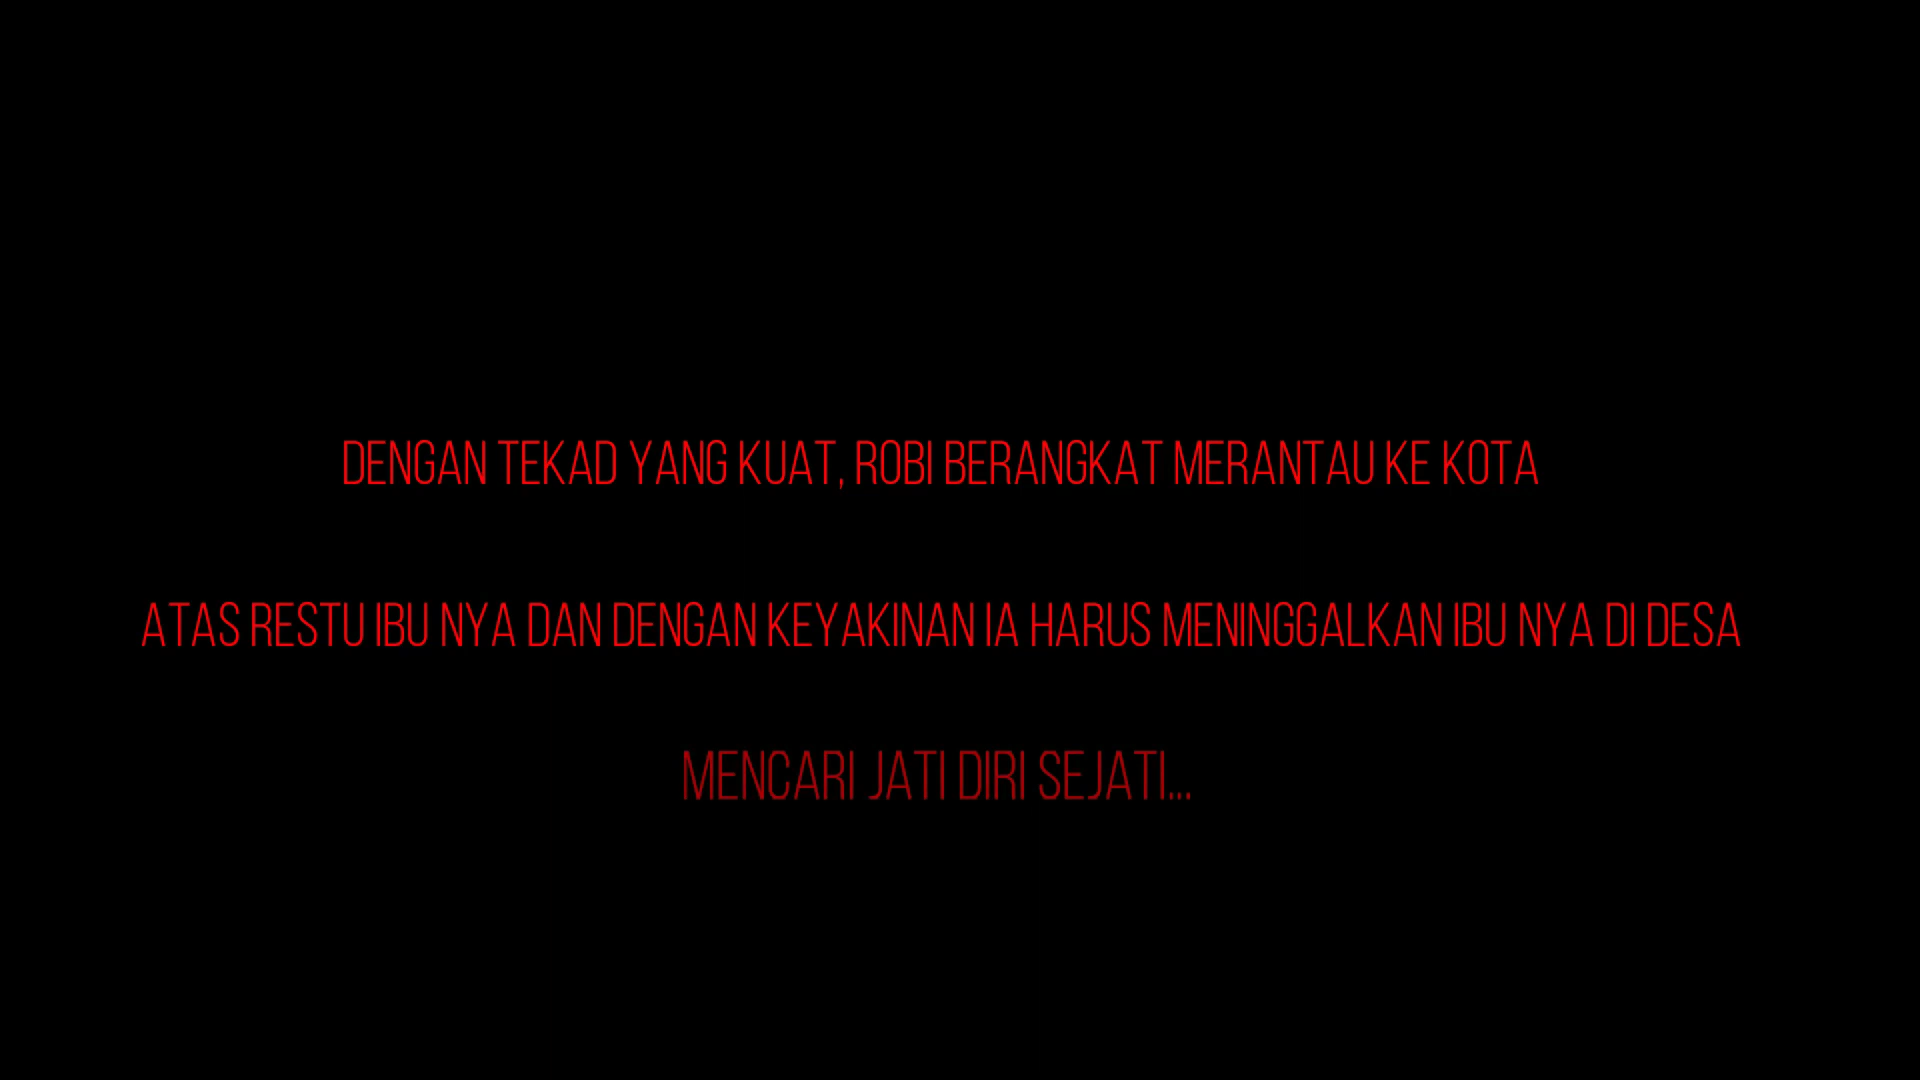 DENGAN TEKAD YANG KUAT, ROBI BERANGKAT MERANTAU KE KOTA
ATAS RESTU IBU NYA DAN DENGAN KEYAKINAN IA HARUS MENINGGALKAN IBU NYA DI DESA
MENCARI JATI DIRI SEJATI...